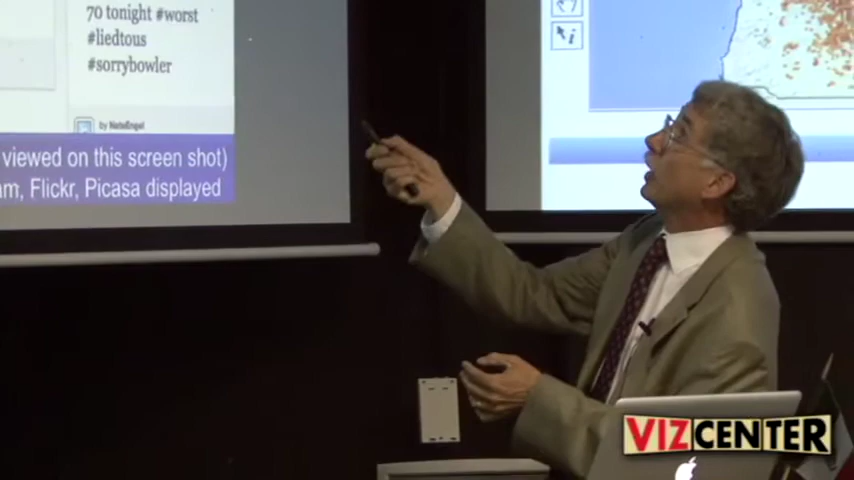 70 tonight #worst
#liedtous
#sorrybowler
by NateEngel
viewed on this screen shot)
am, Flickr, Picasa displayed
VIZCENTER